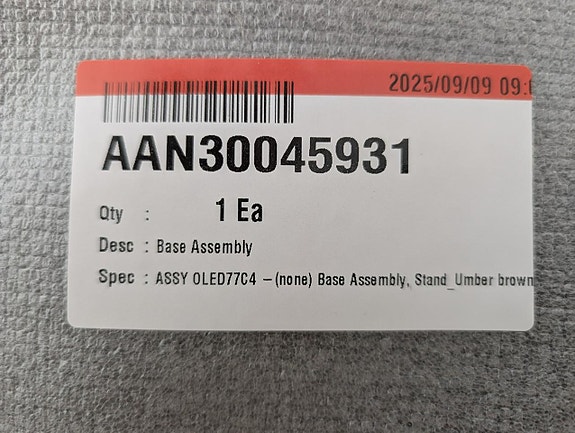 2025/09/09 09:
AAN30045931
Qty : 1 Ea
Desc : Base Assembly
Spec : ASSY OLED77C4 –(none) Base Assembly, Stand_Umber brown